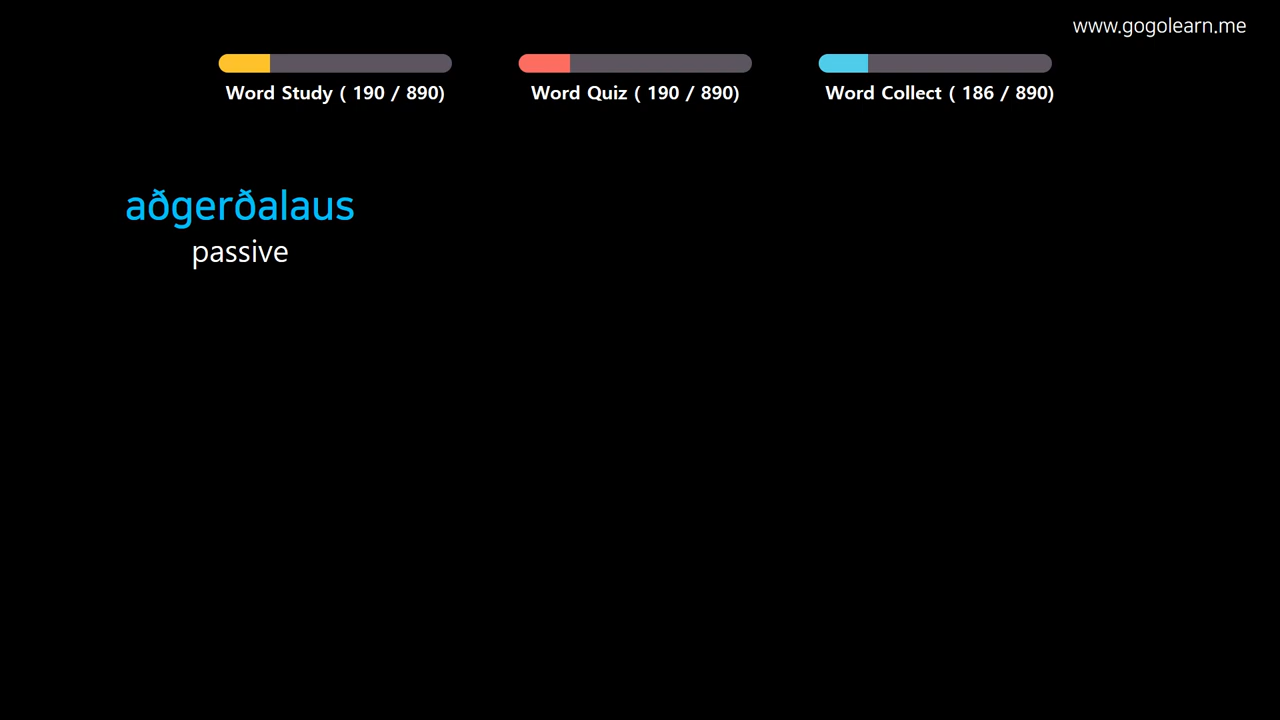 www.gogolearn.me
Word Study ( 190 / 890)
Word Quiz ( 190 / 890)
Word Collect ( 186 / 890)
aðgerðalaus
passive